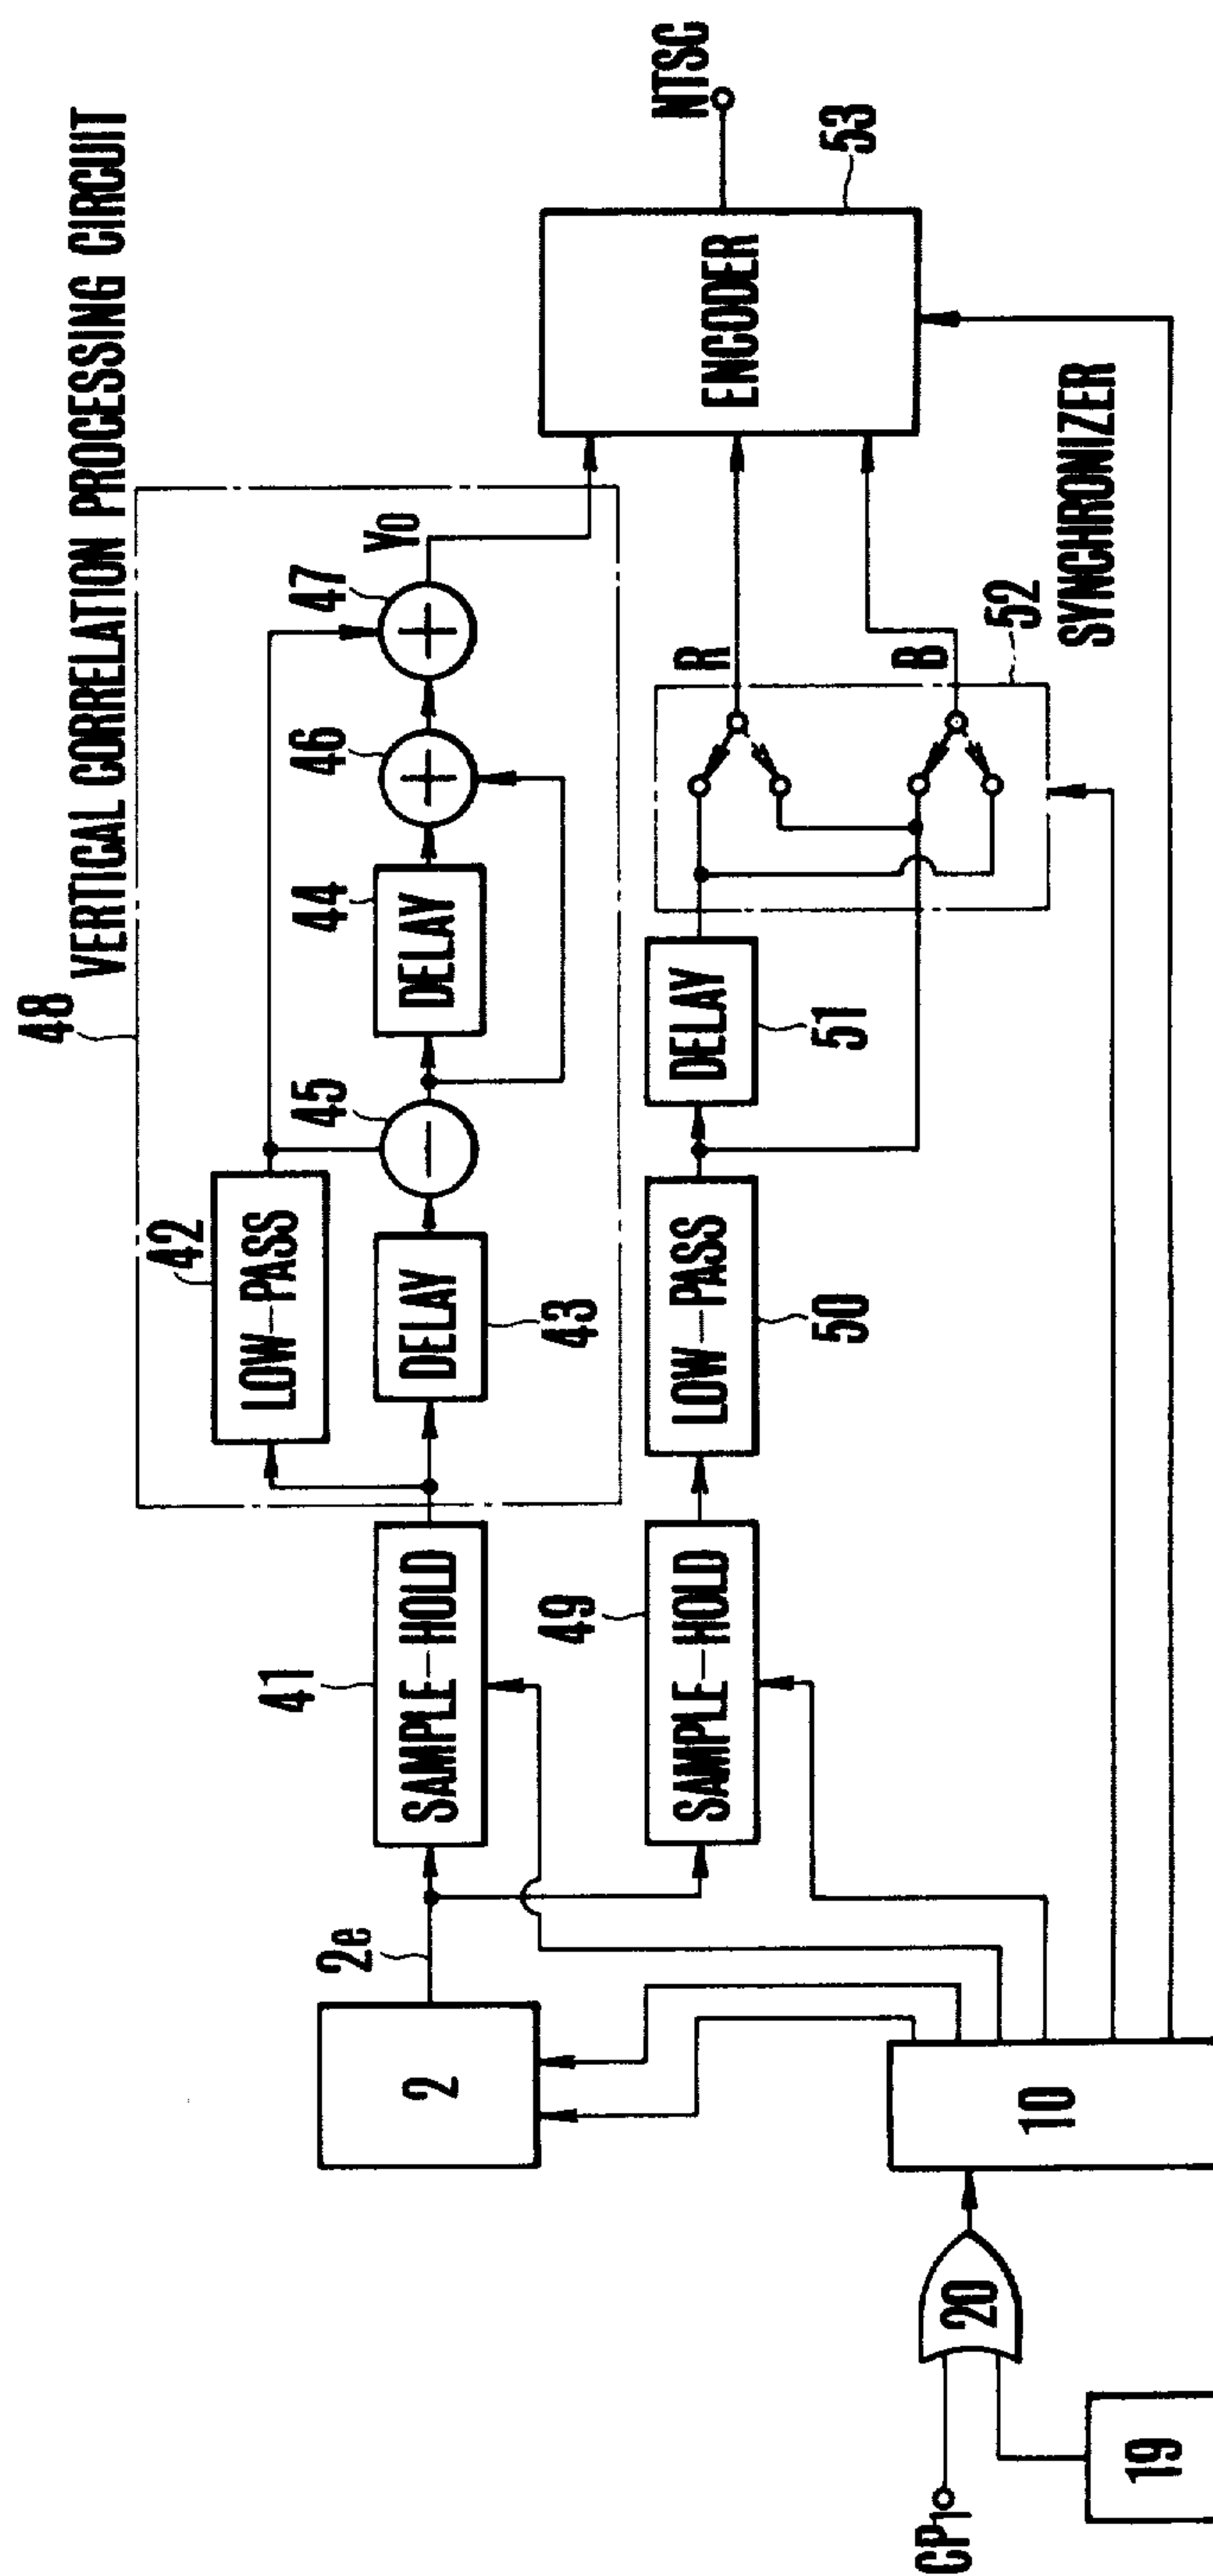 48
VERTICAL CORRELATION PROCESSING CIRCUIT
42
LOW-PASS
45
44
46
47
DELAY
43
DELAY
Y0
41
SAMPLE-HOLD
2e
2
49
SAMPLE-HOLD
LOW-PASS
50
DELAY
51
R
B
52
SYNCHRONIZER
ENCODER
53
NTSC
10
20
CP1
19